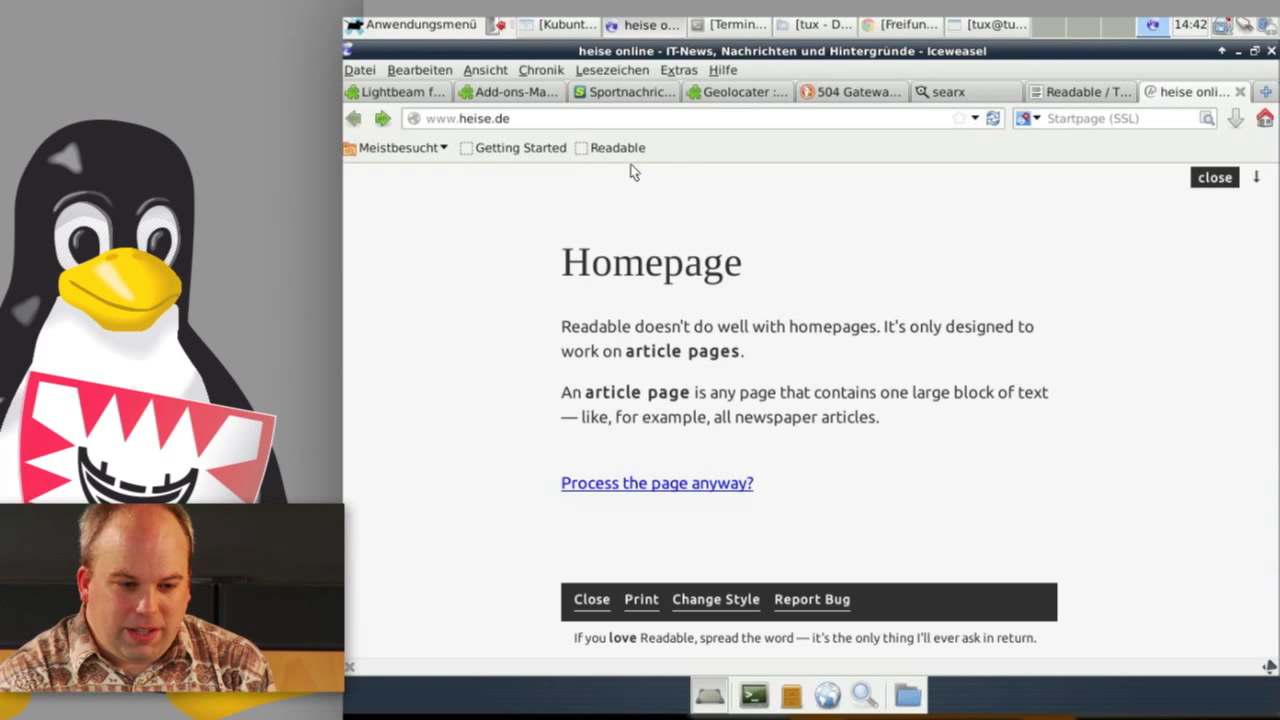 Anwendungsmenü
[Kubunt...
heise o...
[Termin...
[tux - D...
[Freifun...
[tux@tu...
14:42
heise online - IT-News, Nachrichten und Hintergründe - Iceweasel
Datei Bearbeiten Ansicht Chronik Lesezeichen Extras Hilfe
Lightbeam f...
Add-ons-Ma...
Sportnachric...
Geolocater :...
504 Gatewa...
searx
Readable / T...
heise onli...
www.heise.de
Startpage (SSL)
Meistbesucht
Getting Started
Readable
close
Homepage
Readable doesn't do well with homepages. It's only designed to
work on article pages.
An article page is any page that contains one large block of text
— like, for example, all newspaper articles.
Process the page anyway?
Close Print Change Style Report Bug
If you love Readable, spread the word — it's the only thing I'll ever ask in return.